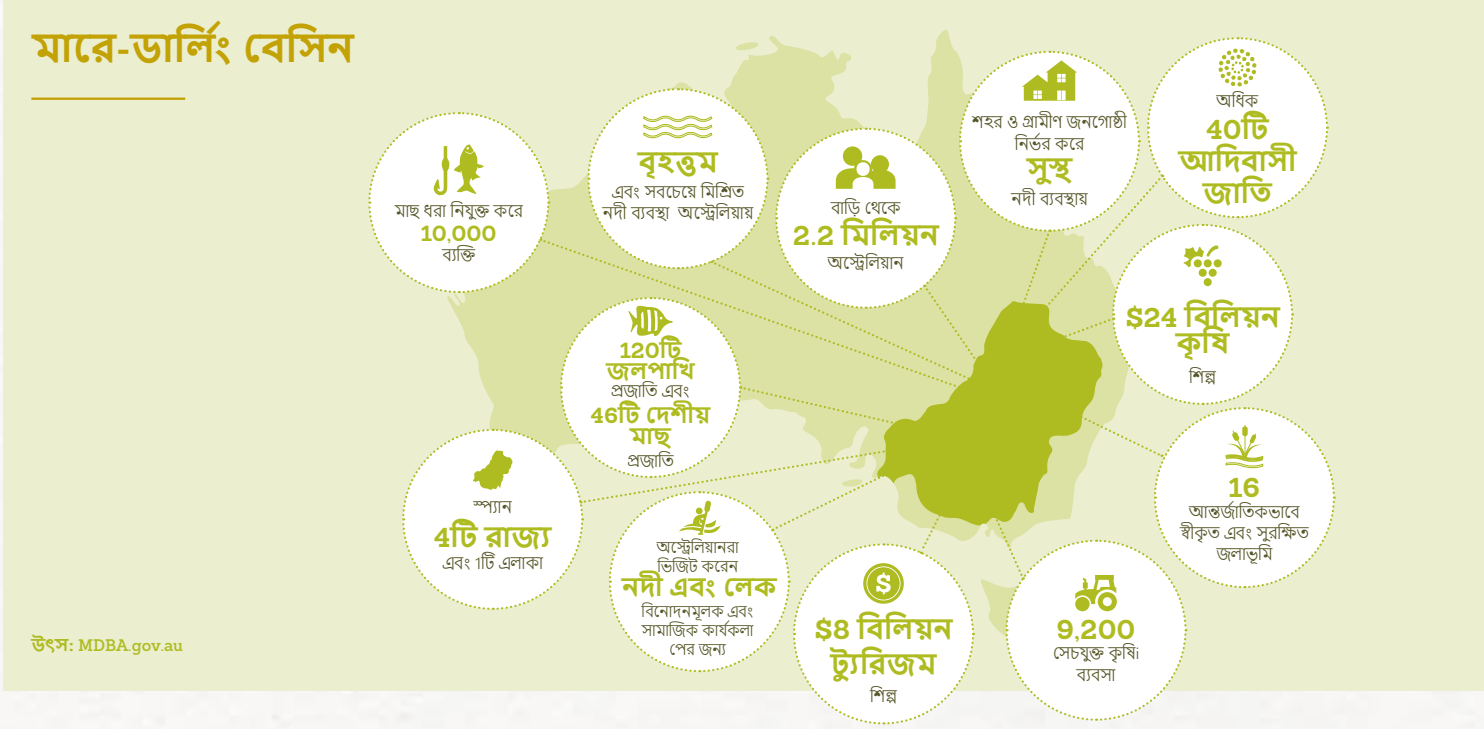 মারে-ডার্লিং বেসিন
মাছ ধরা নিযুক্ত করে
10,000
ব্যক্তি
বৃহত্তম
এবং সবচেয়ে মিশ্রিত
নদী ব্যবস্থা অস্ট্রেলিয়ায়
বাড়ি থেকে
2.2 মিলিয়ন
অস্ট্রেলিয়ান
শহর ও গ্রামীণ জনগোষ্ঠী
নির্ভর করে
সুস্থ
নদী ব্যবস্থায়
অধিক
40টি
আদিবাসী
জাতি
$24 বিলিয়ন
কৃষি
শিল্প
120টি
জলপাখি
প্রজাতি এবং
46টি দেশীয়
মাছ
প্রজাতি
স্প্যান
4টি রাজ্য
এবং 1টি এলাকা
অস্ট্রেলিয়ানরা
ভিজিট করেন
নদী এবং লেক
বিনোদনমূলক এবং
সামাজিক কার্যকলা
পের জন্য
$8 বিলিয়ন
ট্যুরিজম
শিল্প
9,200
সেচযুক্ত কৃষি
ব্যবসা
16
আন্তর্জাতিকভাবে
স্বীকৃত এবং সুরক্ষিত
জলাভূমি
উৎস: MDBA.gov.au